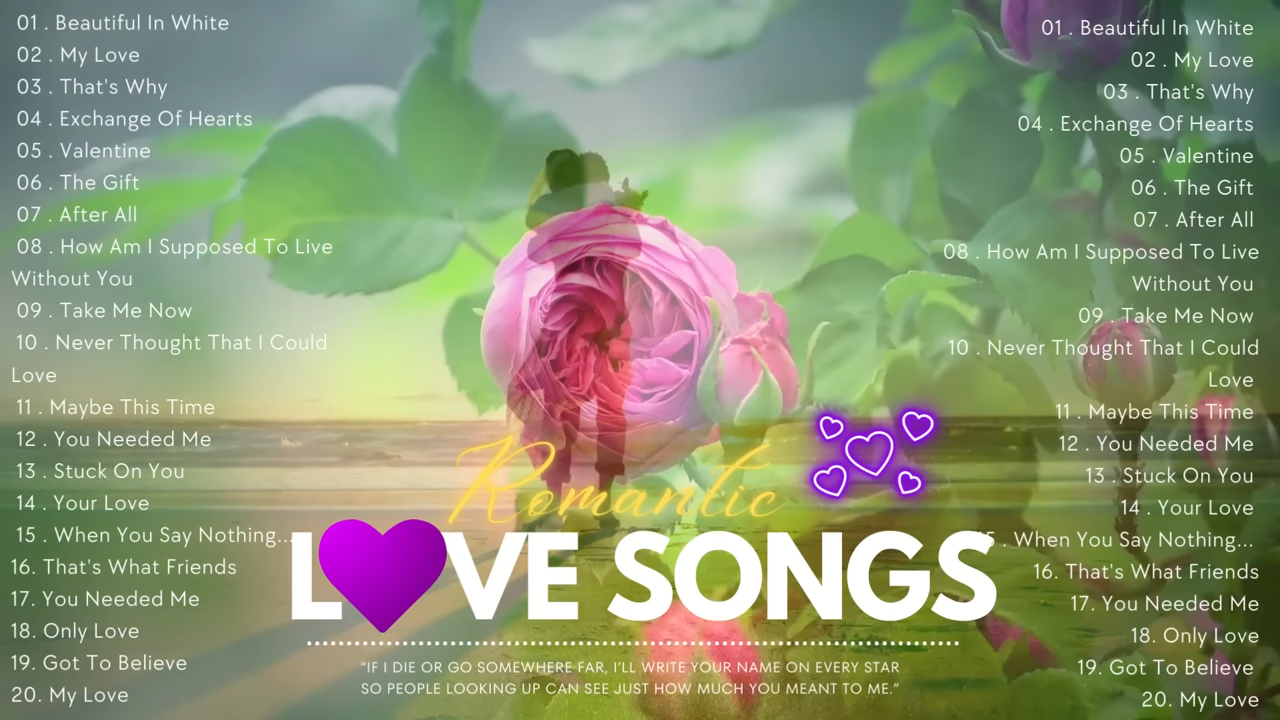 01 . Beautiful In White
02 . My Love
03 . That's Why
04 . Exchange Of Hearts
05 . Valentine
06 . The Gift
07 . After All
08 . How Am I Supposed To Live
Without You
09 . Take Me Now
10 . Never Thought That I Could
Love
11 . Maybe This Time
12 . You Needed Me
13 . Stuck On You
14 . Your Love
15 . When You Say Nothing...
16. That's What Friends
17. You Needed Me
18. Only Love
19. Got To Believe
20. My Love
Romantic
LOVE SONGS
“IF I DIE OR GO SOMEWHERE FAR, I’LL WRITE YOUR NAME ON EVERY STAR
SO PEOPLE LOOKING UP CAN SEE JUST HOW MUCH YOU MEANT TO ME.”
01 . Beautiful In White
02 . My Love
03 . That's Why
04 . Exchange Of Hearts
05 . Valentine
06 . The Gift
07 . After All
08 . How Am I Supposed To Live
Without You
09 . Take Me Now
10 . Never Thought That I Could
Love
11 . Maybe This Time
12 . You Needed Me
13 . Stuck On You
14 . Your Love
5 . When You Say Nothing...
16. That's What Friends
17. You Needed Me
18. Only Love
19. Got To Believe
20. My Love